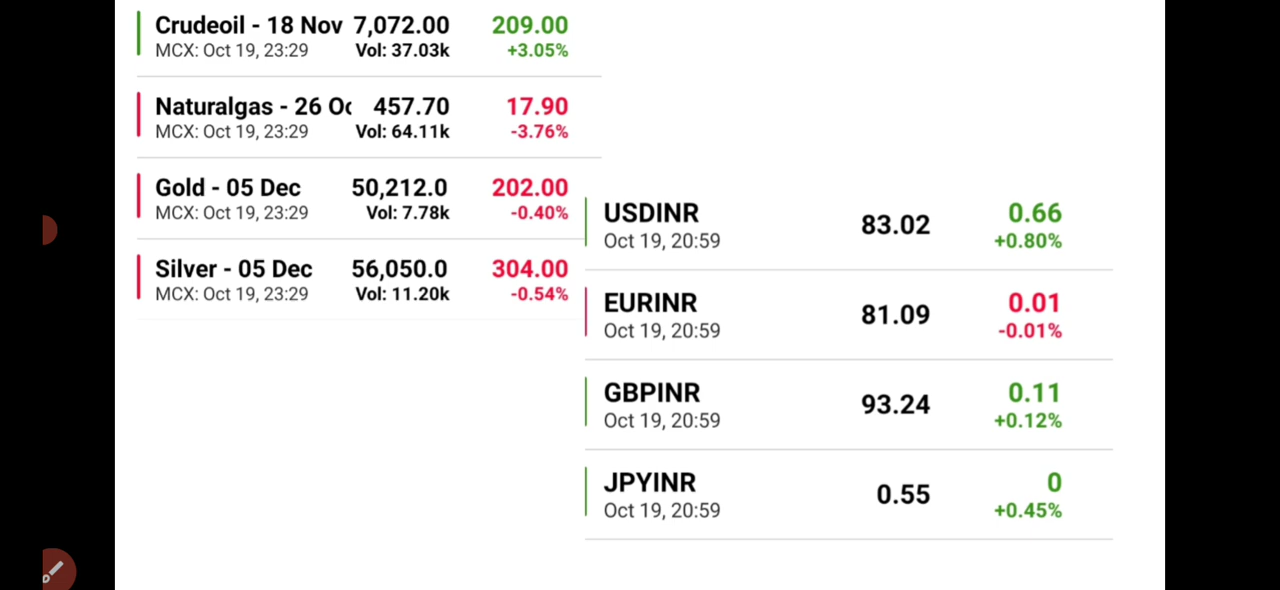 Crudeoil - 18 Nov 7,072.00 209.00
MCX: Oct 19, 23:29 Vol: 37.03k +3.05%
Naturalgas - 26 Oc 457.70 17.90
MCX: Oct 19, 23:29 Vol: 64.11k -3.76%
Gold - 05 Dec 50,212.0 202.00
MCX: Oct 19, 23:29 Vol: 7.78k -0.40%
Silver - 05 Dec 56,050.0 304.00
MCX: Oct 19, 23:29 Vol: 11.20k -0.54%
USDINR 83.02 0.66
Oct 19, 20:59 +0.80%
EURINR 81.09 0.01
Oct 19, 20:59 -0.01%
GBPINR 93.24 0.11
Oct 19, 20:59 +0.12%
JPYINR 0.55 0
Oct 19, 20:59 +0.45%